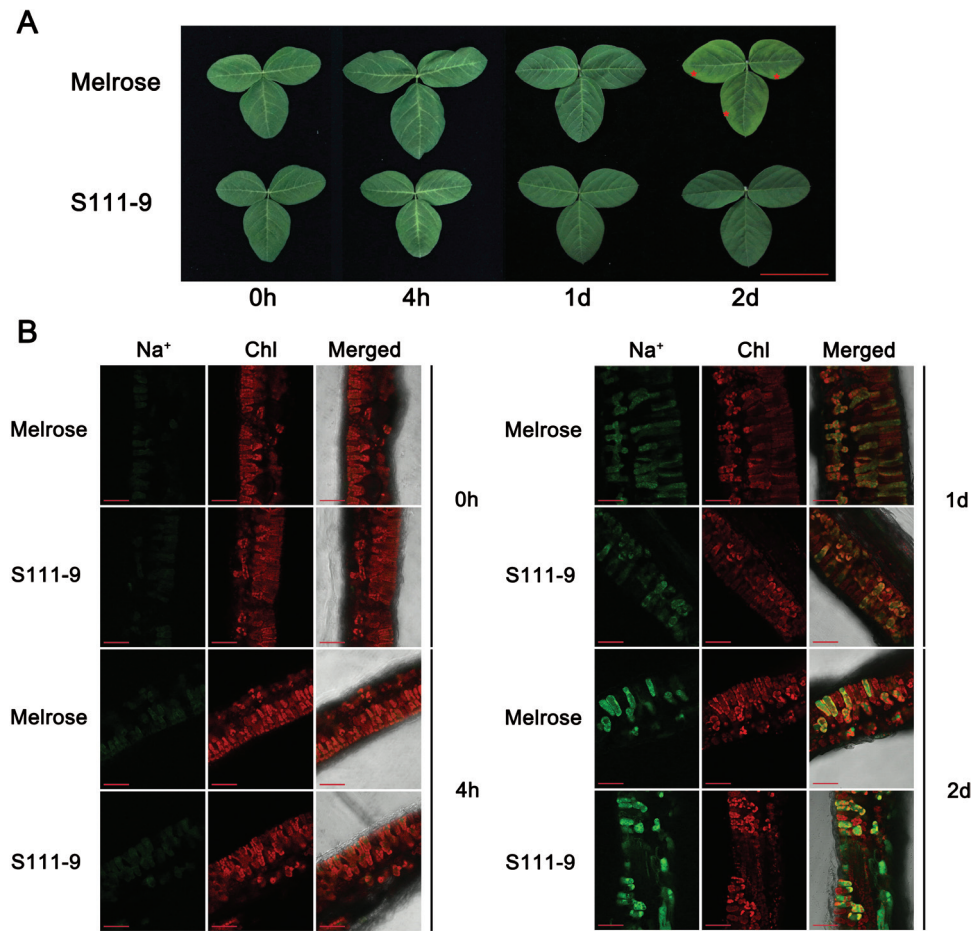 A
Melrose
S111-9
0h 4h 1d 2d
B
Na⁺ Chl Merged
Melrose
0h
S111-9
Melrose
4h
S111-9
Na⁺ Chl Merged
Melrose
1d
S111-9
Melrose
2d
S111-9